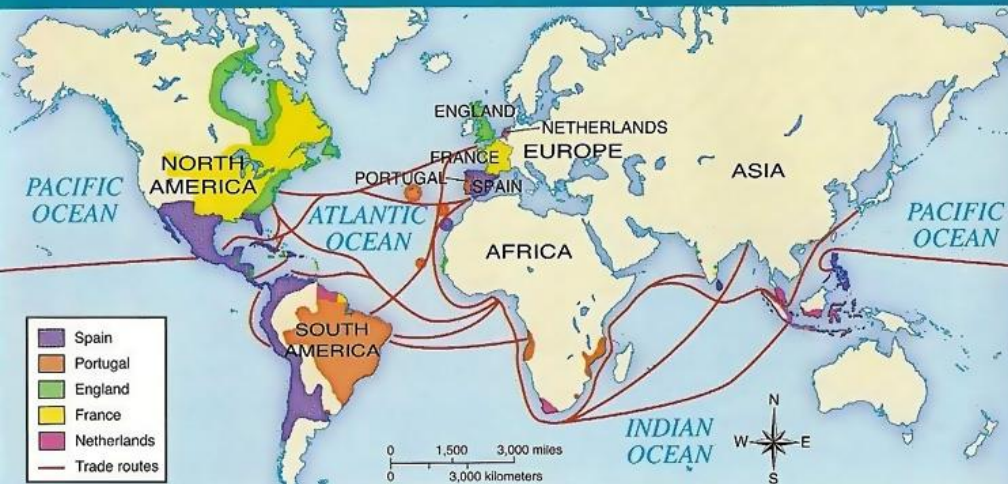 ENGLAND
NETHERLANDS
FRANCE
EUROPE
NORTH
AMERICA
PORTUGAL
SPAIN
ASIA
PACIFIC
OCEAN
ATLANTIC
OCEAN
PACIFIC
OCEAN
AFRICA
SOUTH
AMERICA
Spain
Portugal
England
France
Netherlands
Trade routes
0 1,500 3,000 miles
0 3,000 kilometers
INDIAN
OCEAN
N
W E
S